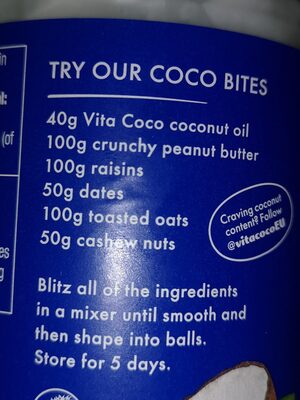 TRY OUR COCO BITES
40g Vita Coco coconut oil
100g crunchy peanut butter
100g raisins
50g dates
100g toasted oats
50g cashew nuts
Craving coconut
content? Follow
@vitacocoEU
Blitz all of the ingredients
in a mixer until smooth and
then shape into balls.
Store for 5 days.